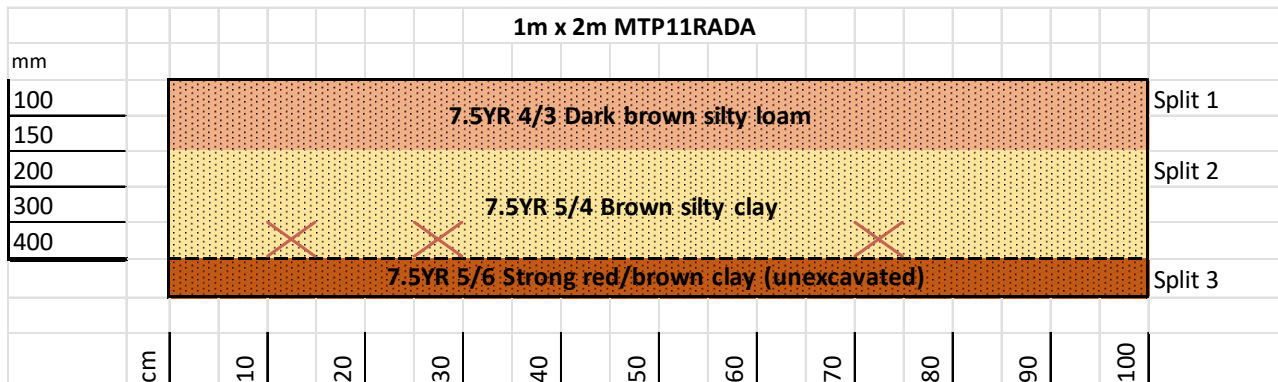 1m x 2m MTP11RADA
mm
100
150
200
300
400
7.5YR 4/3 Dark brown silty loam
7.5YR 5/4 Brown silty clay
7.5YR 5/6 Strong red/brown clay (unexcavated)
Split 1
Split 2
Split 3
cm
10
20
30
40
50
60
70
80
90
100